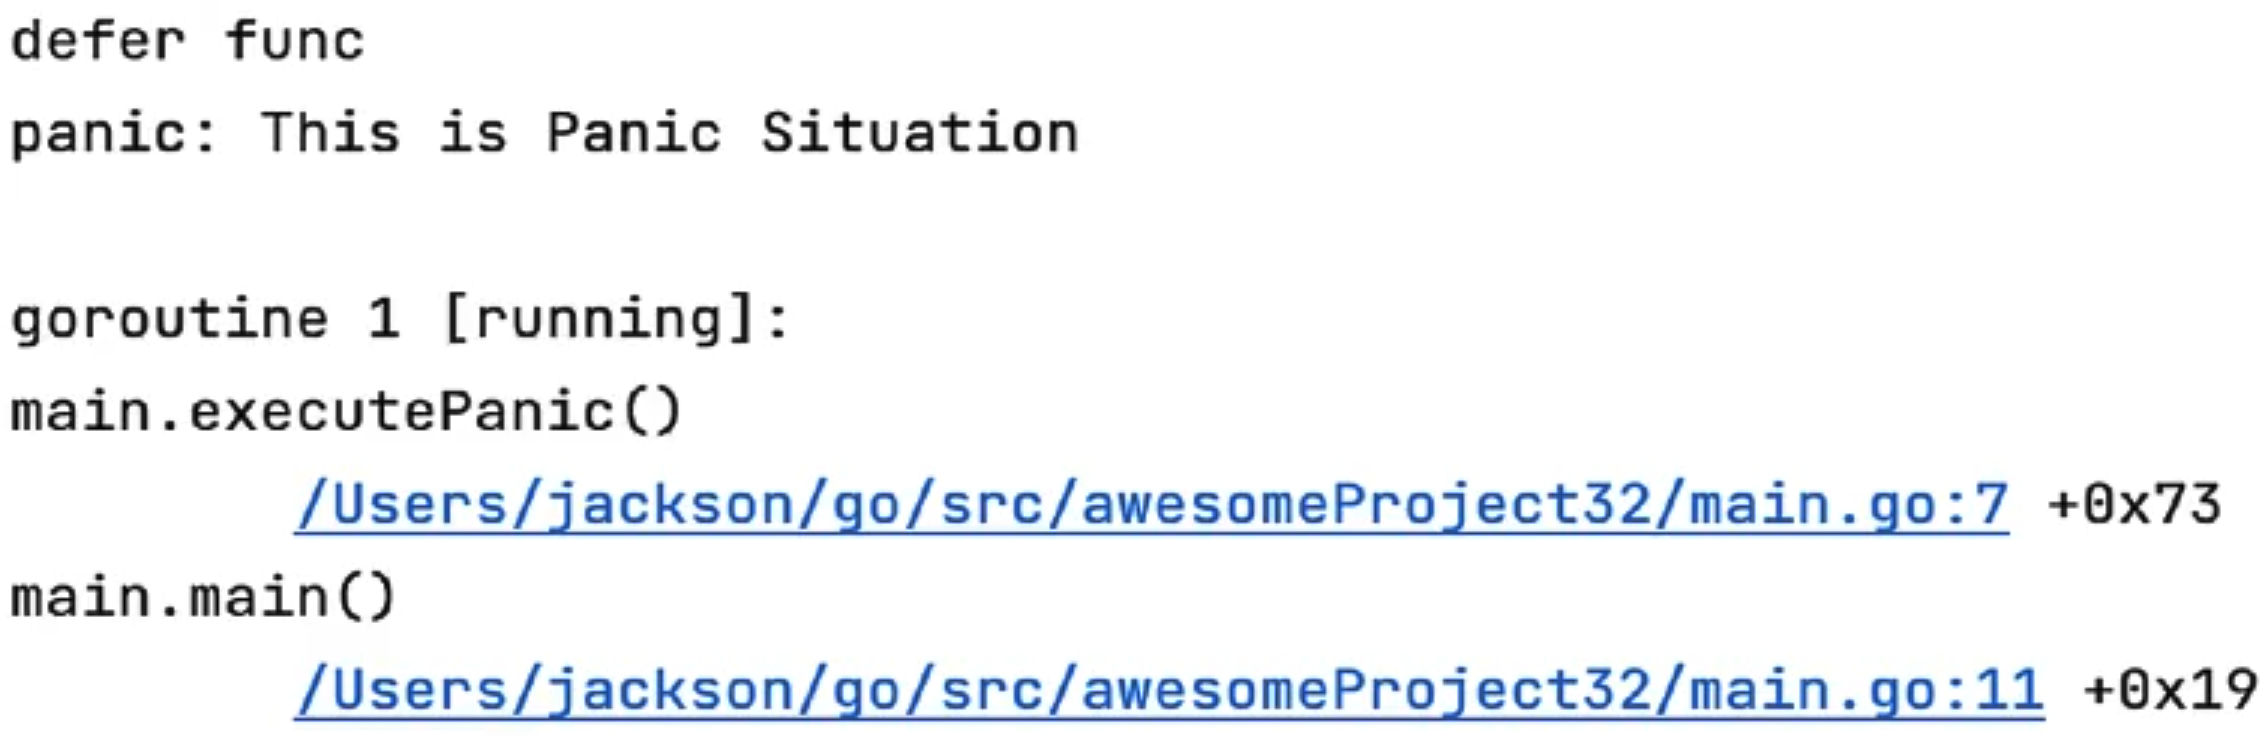 defer func
panic: This is Panic Situation
goroutine 1 [running]:
main.executePanic()
/Users/jackson/go/src/awesomeProject32/main.go:7 +0x73
main.main()
/Users/jackson/go/src/awesomeProject32/main.go:11 +0x19